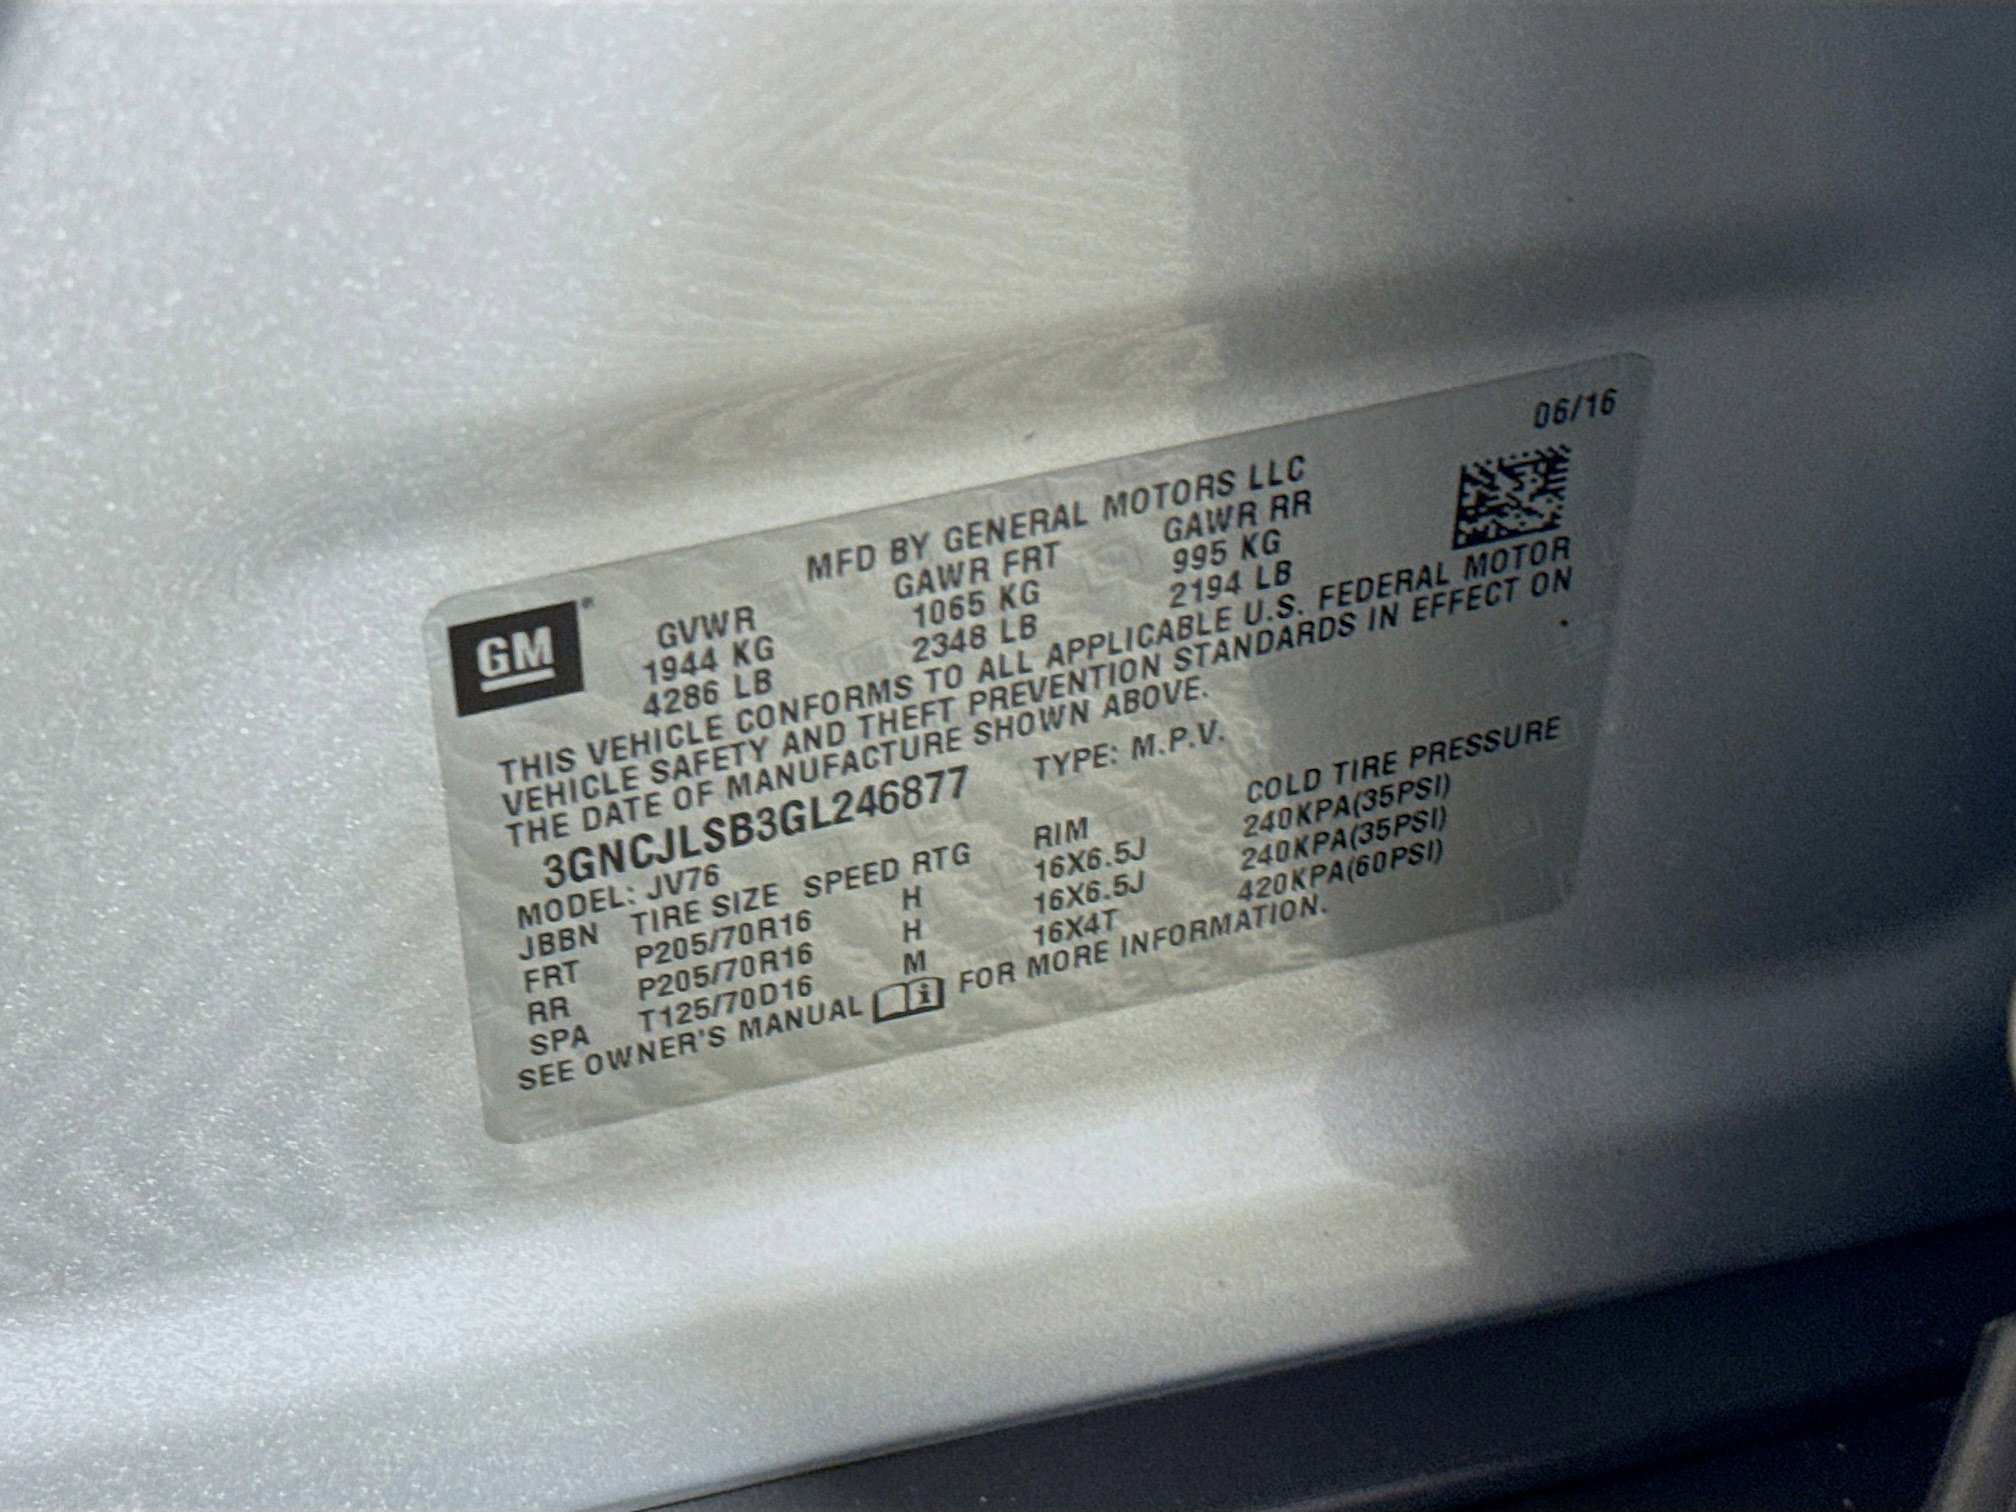 06/16
MFD BY GENERAL MOTORS LLC
GM®
GVWR GAWR FRT GAWR RR
1944 KG 1065 KG 995 KG
4286 LB 2348 LB 2194 LB
THIS VEHICLE CONFORMS TO ALL APPLICABLE U.S. FEDERAL MOTOR
VEHICLE SAFETY AND THEFT PREVENTION STANDARDS IN EFFECT ON
THE DATE OF MANUFACTURE SHOWN ABOVE.
3GNCJLSB3GL246877 TYPE: M.P.V.
MODEL: JV76
JBBN TIRE SIZE SPEED RTG RIM COLD TIRE PRESSURE
FRT P205/70R16 H 16X6.5J 240KPA(35PSI)
RR P205/70R16 H 16X6.5J 240KPA(35PSI)
SPA T125/70D16 M 16X4T 420KPA(60PSI)
SEE OWNER'S MANUAL FOR MORE INFORMATION.